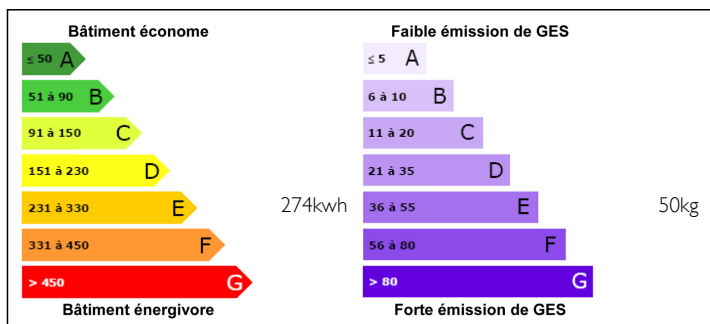 Bâtiment économe
≤ 50 A
51 à 90 B
91 à 150 C
151 à 230 D
231 à 330 E
274kwh
331 à 450 F
> 450 G
Bâtiment énergivore
Faible émission de GES
≤ 5 A
6 à 10 B
11 à 20 C
21 à 35 D
36 à 55 E
50kg
56 à 80 F
> 80 G
Forte émission de GES